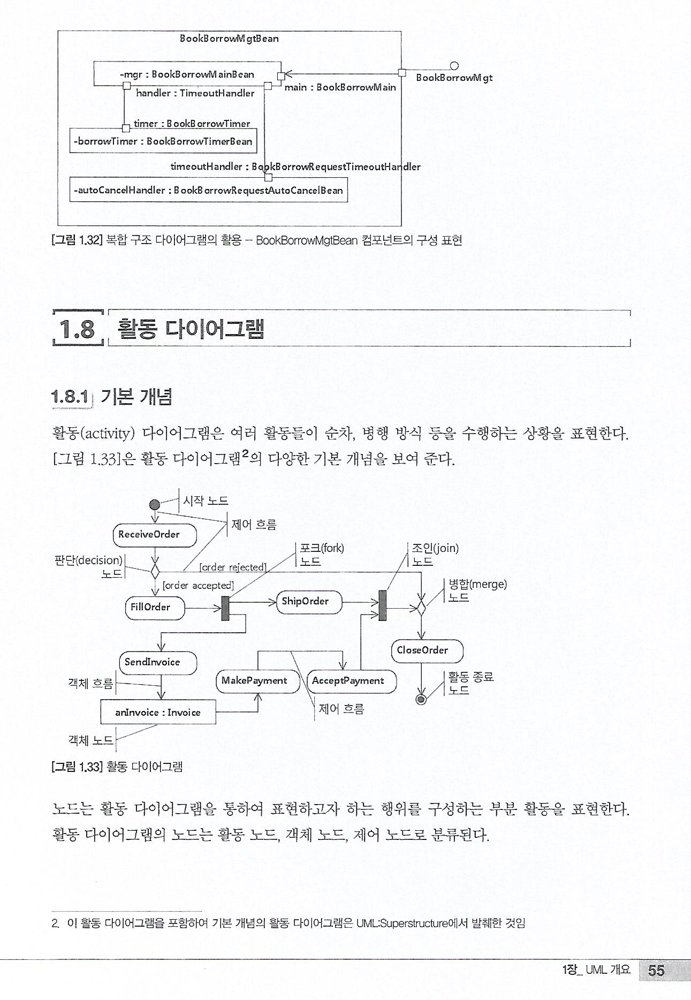 BookBorrowMgtBean
-mgr : BookBorrowMainBean
BookBorrowMgt
main : BookBorrowMain
handler : TimeoutHandler
timer : BookBorrowTimer
-borrowTimer : BookBorrowTimerBean
timeoutHandler : BookBorrowRequestTimeoutHandler
-autoCancelHandler : BookBorrowRequestAutoCancelBean
[그림 1.32] 복합 구조 다이어그램의 활용 – BookBorrowMgtBean 컴포넌트의 구성 표현
1.8 활동 다이어그램
1.8.1 기본 개념
활동(activity) 다이어그램은 여러 활동들이 순차, 병행 방식 등을 수행하는 상황을 표현한다.
[그림 1.33]은 활동 다이어그램2의 다양한 기본 개념을 보여 준다.
시작 노드
제어 흐름
ReceiveOrder
포크(fork)
노드
조인(join)
노드
판단(decision)
노드
[order rejected]
[order accepted]
병합(merge)
노드
FillOrder
ShipOrder
CloseOrder
SendInvoice
객체 흐름
MakePayment
AcceptPayment
활동 종료
노드
anInvoice : Invoice
제어 흐름
객체 노드
[그림 1.33] 활동 다이어그램
노드는 활동 다이어그램을 통하여 표현하고자 하는 행위를 구성하는 부분 활동을 표현한다.
활동 다이어그램의 노드는 활동 노드, 객체 노드, 제어 노드로 분류된다.
2. 이 활동 다이어그램을 포함하여 기본 개념의 활동 다이어그램은 UML:Superstructure에서 발췌한 것임
1장_ UML 개요 55